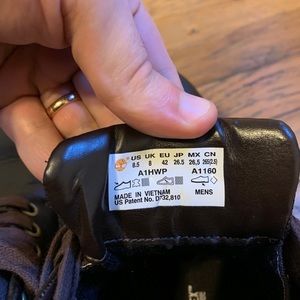 US UK EU JP MX CN
8.5 8 42 26.5 26.5 265(2.5)
A1HWP A1160
MADE IN VIETNAM
US Patent No. D732,810 MENS